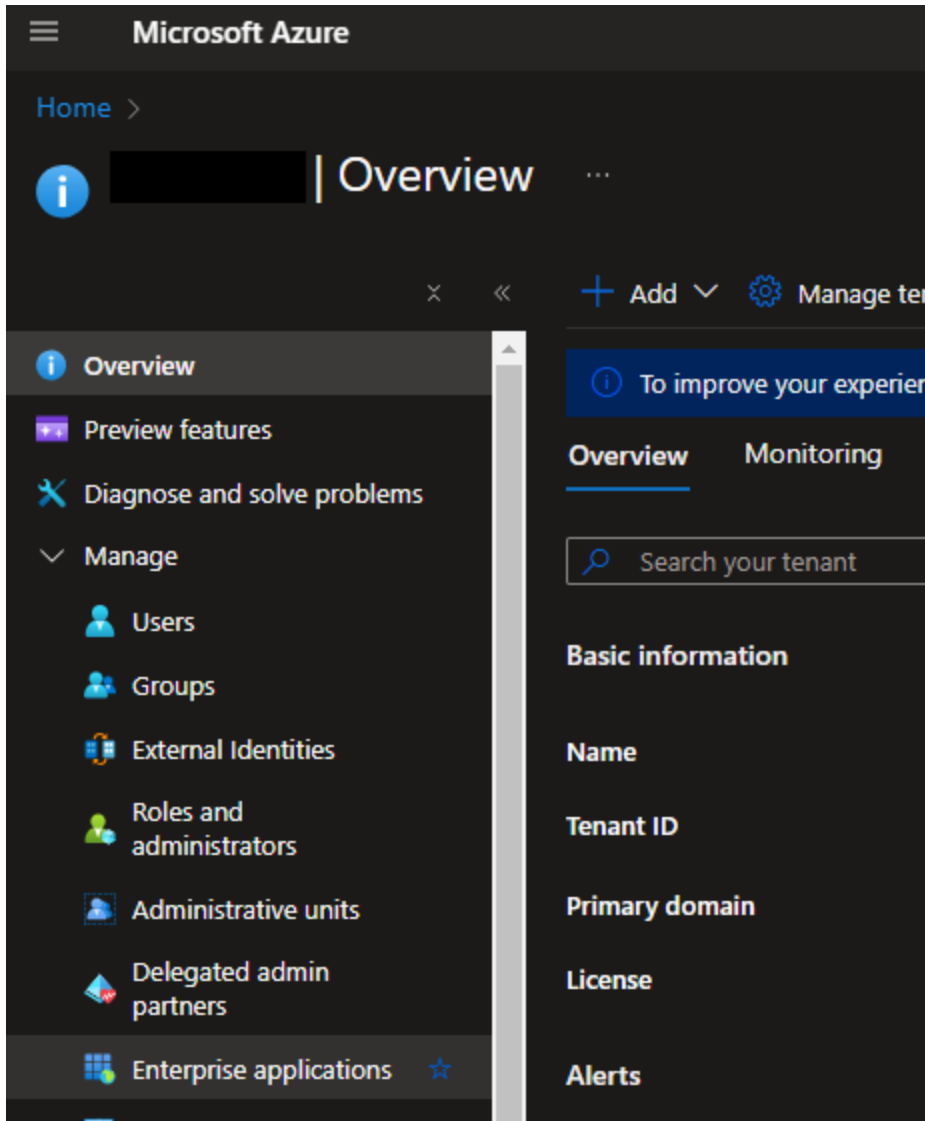 Microsoft Azure
Home >
| Overview ...
+ Add Manage
Overview
To improve your
Preview features
Overview Monitoring
Diagnose and solve problems
Manage
Search your tenant
Users
Basic information
Groups
External Identities
Name
Roles and
administrators
Tenant ID
Administrative units
Primary domain
Delegated admin
partners
License
Enterprise applications
Alerts